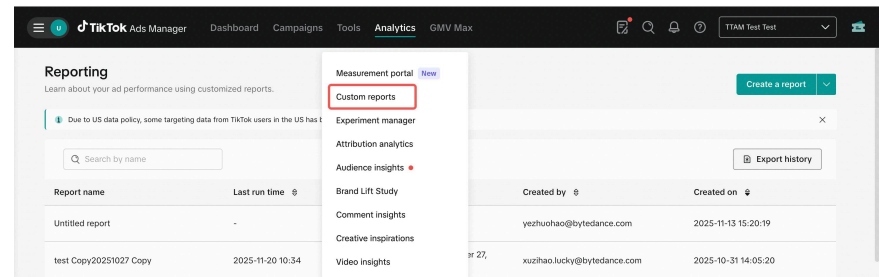 U TikTok Ads Manager Dashboard Campaigns Tools Analytics GMV Max TTAM Test Test
Reporting
Learn about your ad performance using customized reports.
Create a report
Due to US data policy, some targeting data from TikTok users in the US has b
Search by name
Export history
Report name Last run time Created by Created on
Untitled report - yezhuohao@bytedance.com 2025-11-13 15:20:19
test Copy20251027 Copy 2025-11-20 10:34 er 27, xuzihao.lucky@bytedance.com 2025-10-31 14:05:20
Measurement portal New
Custom reports
Experiment manager
Attribution analytics
Audience insights
Brand Lift Study
Comment insights
Creative inspirations
Video insights